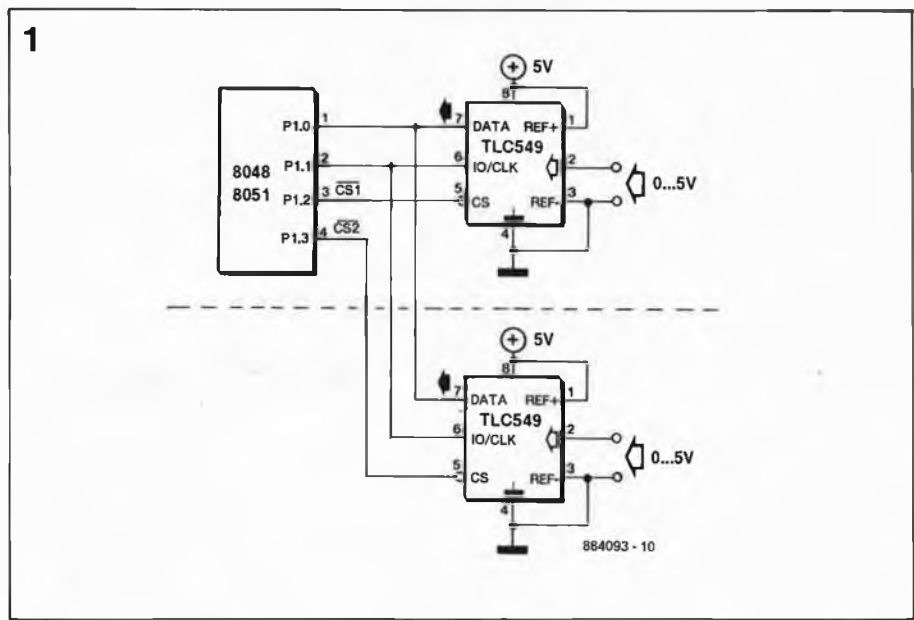 1
5V
8
P1.0 1 7 DATA REF+ 1
TLC549
8048
8051
P1.1 2 6 IO/CLK 2
P1.2 3 CS1 5 CS REF- 3
0...5V
P1.3 4 CS2
4
5V
8
7 DATA REF+ 1
TLC549
6 IO/CLK 2
5 CS REF- 3
0...5V
4
884093 - 10